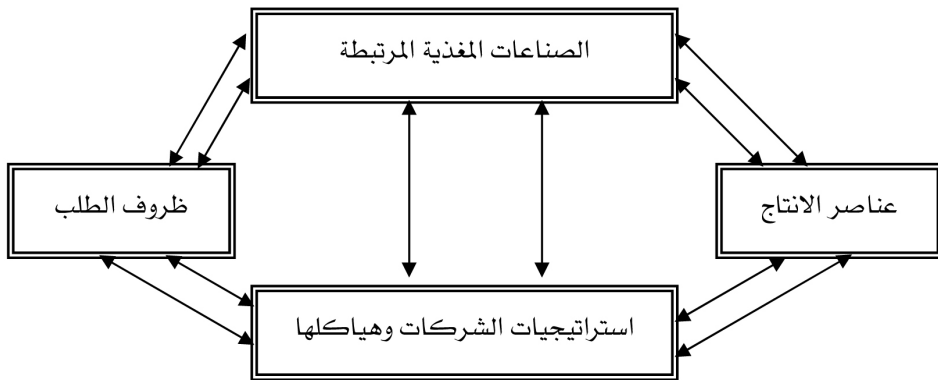 الصناعات المغذية المرتبطة
عناصر الانتاج
ظروف الطلب
استراتيجيات الشركات وهياكلها